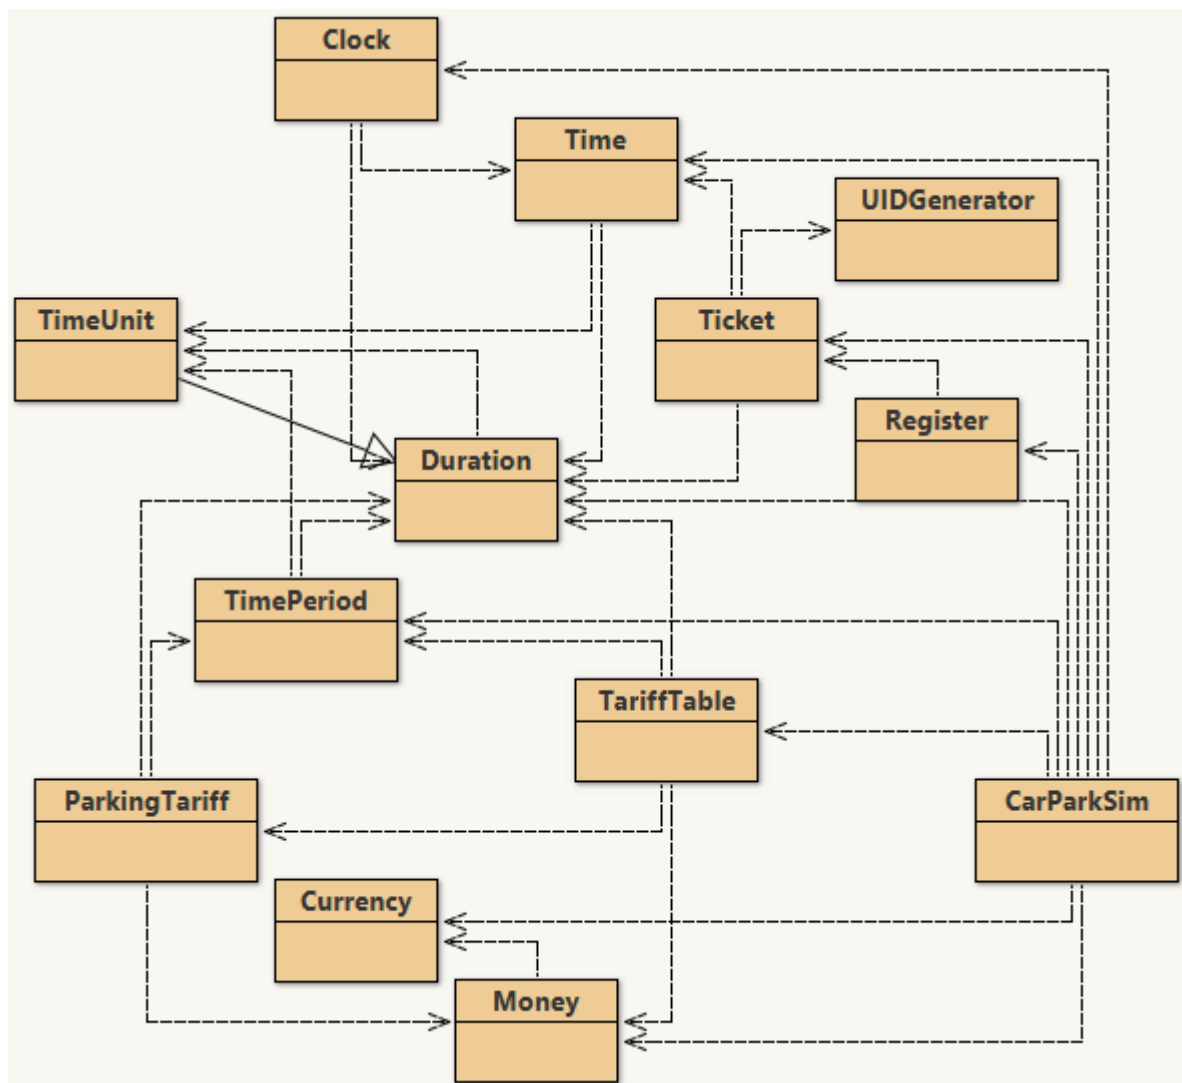 Clock
Time
UIDGenerator
TimeUnit
Ticket
Register
Duration
TimePeriod
TariffTable
ParkingTariff
CarParkSim
Currency
Money